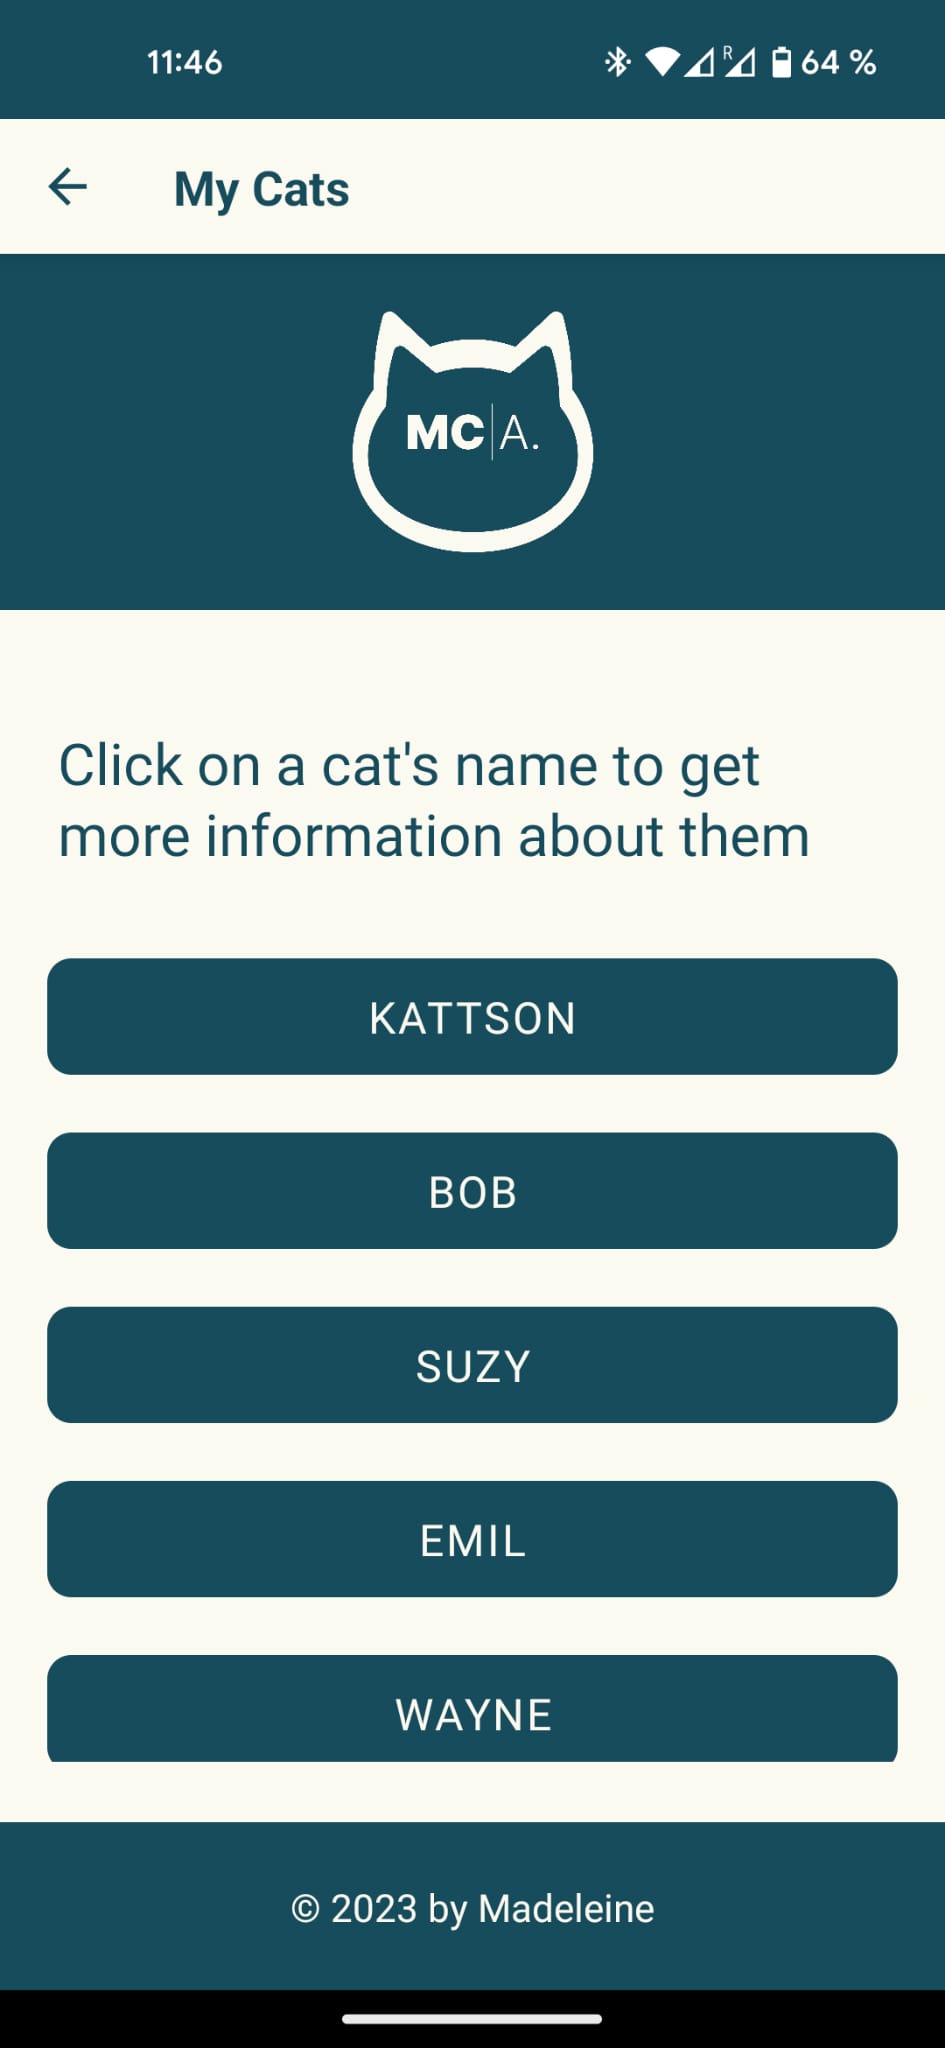 11:46
R
64 %
My Cats
MC|A.
Click on a cat's name to get
more information about them
KATTSON
BOB
SUZY
EMIL
WAYNE
© 2023 by Madeleine